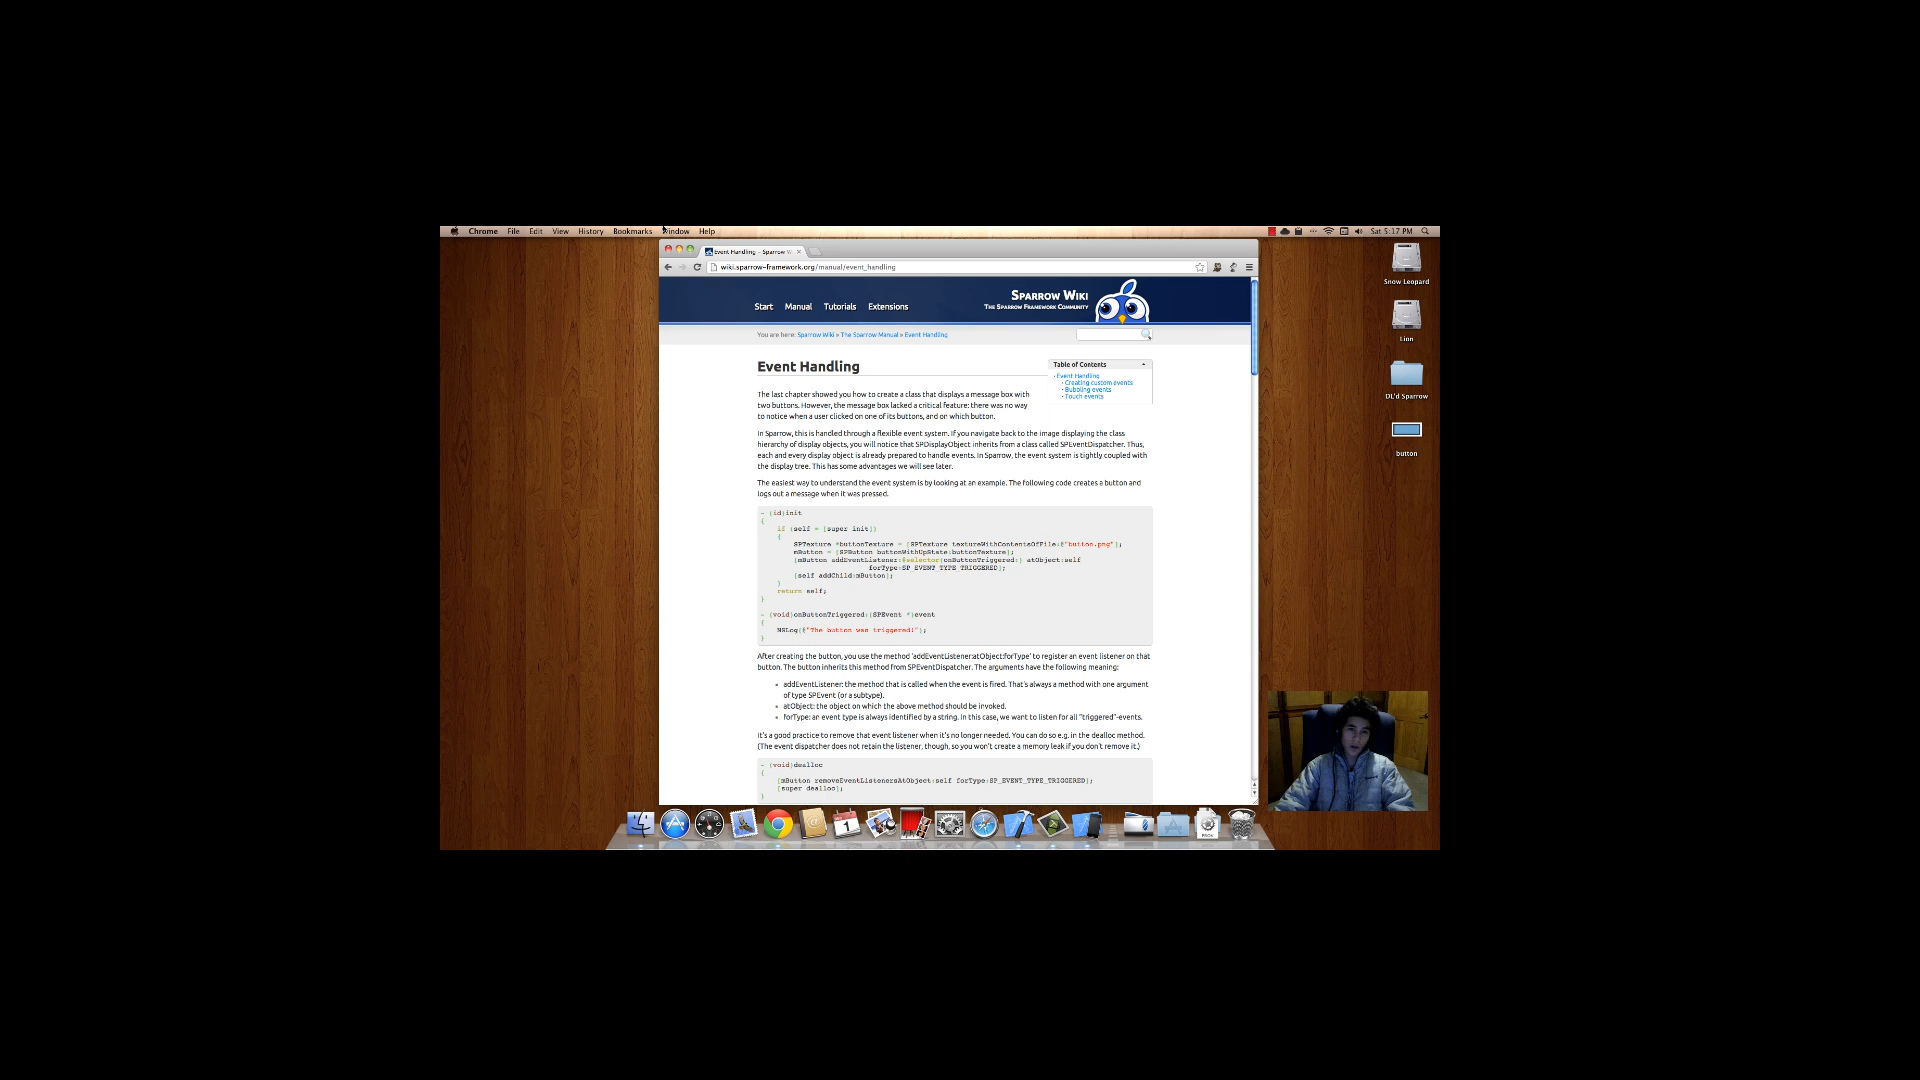 Chrome File Edit View History Bookmarks Window Help
Sat 5:17 PM
Event Handling – Sparrow W
wiki.sparrow-framework.org/manual/event_handling
Start Manual Tutorials Extensions
SPARROW WIKI
THE SPARROW FRAMEWORK COMMUNITY
You are here: Sparrow Wiki » The Sparrow Manual » Event Handling
Event Handling
Table of Contents
· Event Handling
· Creating custom events
· Bubbling events
· Touch events
The last chapter showed you how to create a class that displays a message box with
two buttons. However, the message box lacked a critical feature: there was no way
to notice when a user clicked on one of its buttons, and on which button.
In Sparrow, this is handled through a flexible event system. If you navigate back to the image displaying the class
hierarchy of display objects, you will notice that SPDisplayObject inherits from a class called SPEventDispatcher. Thus,
each and every display object is already prepared to handle events. In Sparrow, the event system is tightly coupled with
the display tree. This has some advantages we will see later.
The easiest way to understand the event system is by looking at an example. The following code creates a button and
logs out a message when it was pressed.
- (id)init
{
if (self = [super init])
{
SPTexture *buttonTexture = [SPTexture textureWithContentsOfFile:@"button.png"];
mButton = [SPButton buttonWithUpState:buttonTexture];
[mButton addEventListener:@selector(onButtonTriggered:) atObject:self
forType:SP_EVENT_TYPE_TRIGGERED];
[self addChild:mButton];
}
return self;
}
- (void)onButtonTriggered:(SPEvent *)event
{
NSLog(@"The button was triggered!");
}
After creating the button, you use the method 'addEventListener:atObject:forType' to register an event listener on that
button. The button inherits this method from SPEventDispatcher. The arguments have the following meaning:
▪ addEventListener: the method that is called when the event is fired. That's always a method with one argument
of type SPEvent (or a subtype).
▪ atObject: the object on which the above method should be invoked.
▪ forType: an event type is always identified by a string. In this case, we want to listen for all "triggered"-events.
It's a good practice to remove that event listener when it's no longer needed. You can do so e.g. in the dealloc method.
(The event dispatcher does not retain the listener, though, so you won't create a memory leak if you don't remove it.)
- (void)dealloc
{
[mButton removeEventListenersAtObject:self forType:SP_EVENT_TYPE_TRIGGERED];
[super dealloc];
}
Snow Leopard
Lion
DL'd Sparrow
button
1